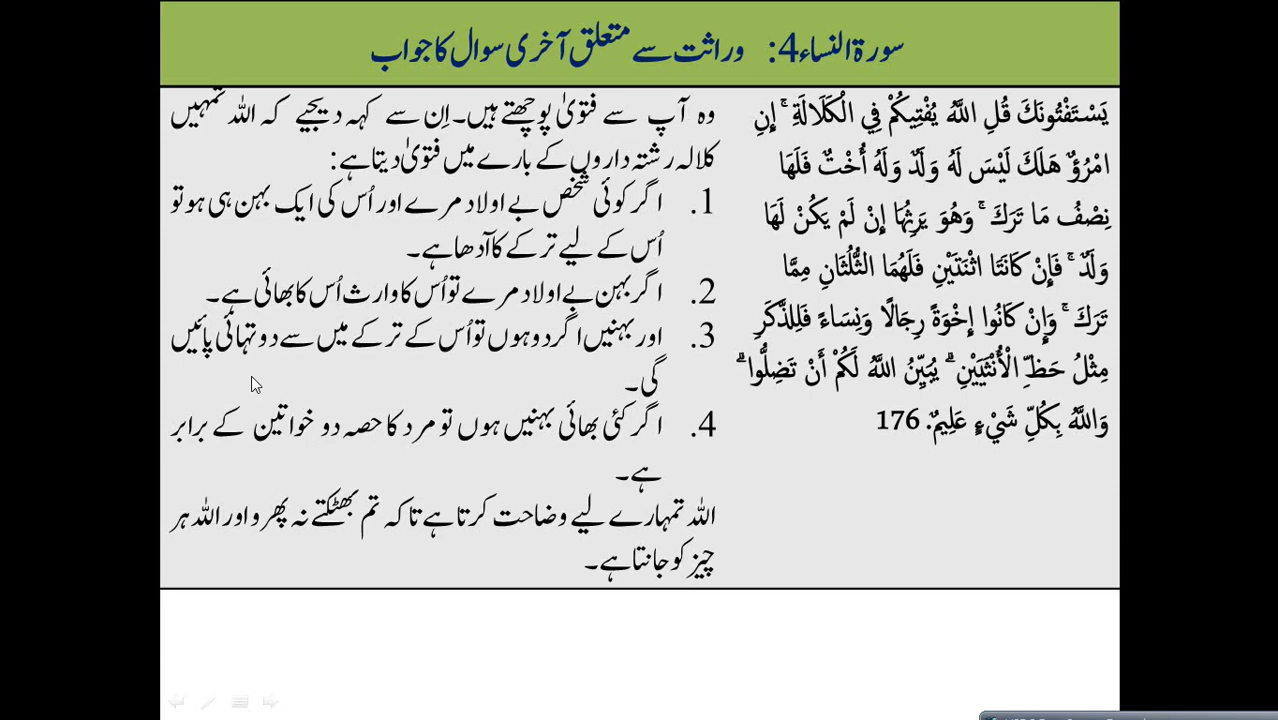 سورۃ النساء4: وراثت سے متعلق آخری سوال کا جواب
يَسْتَفْتُونَكَ قُلِ اللَّهُ يُفْتِيكُمْ فِي الْكَلَالَةِ ۚ إِنِ
امْرُؤٌ هَلَكَ لَيْسَ لَهُ وَلَدٌ وَلَهُ أُخْتٌ فَلَهَا
نِصْفُ مَا تَرَكَ ۚ وَهُوَ يَرِثُهَا إِنْ لَمْ يَكُنْ لَهَا
وَلَدٌ ۚ فَإِنْ كَانَتَا اثْنَتَيْنِ فَلَهُمَا الثُّلُثَانِ مِمَّا
تَرَكَ ۚ وَإِنْ كَانُوا إِخْوَةً رِجَالًا وَنِسَاءً فَلِلذَّكَرِ
مِثْلُ حَظِّ الْأُنْثَيَيْنِ ۗ يُبَيِّنُ اللَّهُ لَكُمْ أَنْ تَضِلُّوا ۗ
وَاللَّهُ بِكُلِّ شَيْءٍ عَلِيمٌ. 176
وہ آپ سے فتویٰ پوچھتے ہیں۔ اِن سے کہہ دیجیے کہ اللہ تمہیں
کلالہ رشتہ داروں کے بارے میں فتویٰ دیتا ہے:
1. اگر کوئی شخص بے اولاد مرے اور اُس کی ایک بہن ہی ہو تو
اُس کے لیے ترکے کا آدھا ہے۔
2. اگر بہن بے اولاد مرے تو اُس کا وارث اُس کا بھائی ہے۔
3. اور بہنیں اگر دو ہوں تو اُس کے ترکے میں سے دو تہائی پائیں
گی۔
4. اگر کئی بھائی بہنیں ہوں تو مرد کا حصہ دو خواتین کے برابر
ہے۔
اللہ تمہارے لیے وضاحت کرتا ہے تا کہ تم بھٹکتے نہ پھرو اور اللہ ہر
چیز کو جانتا ہے۔